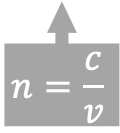 n = c/v